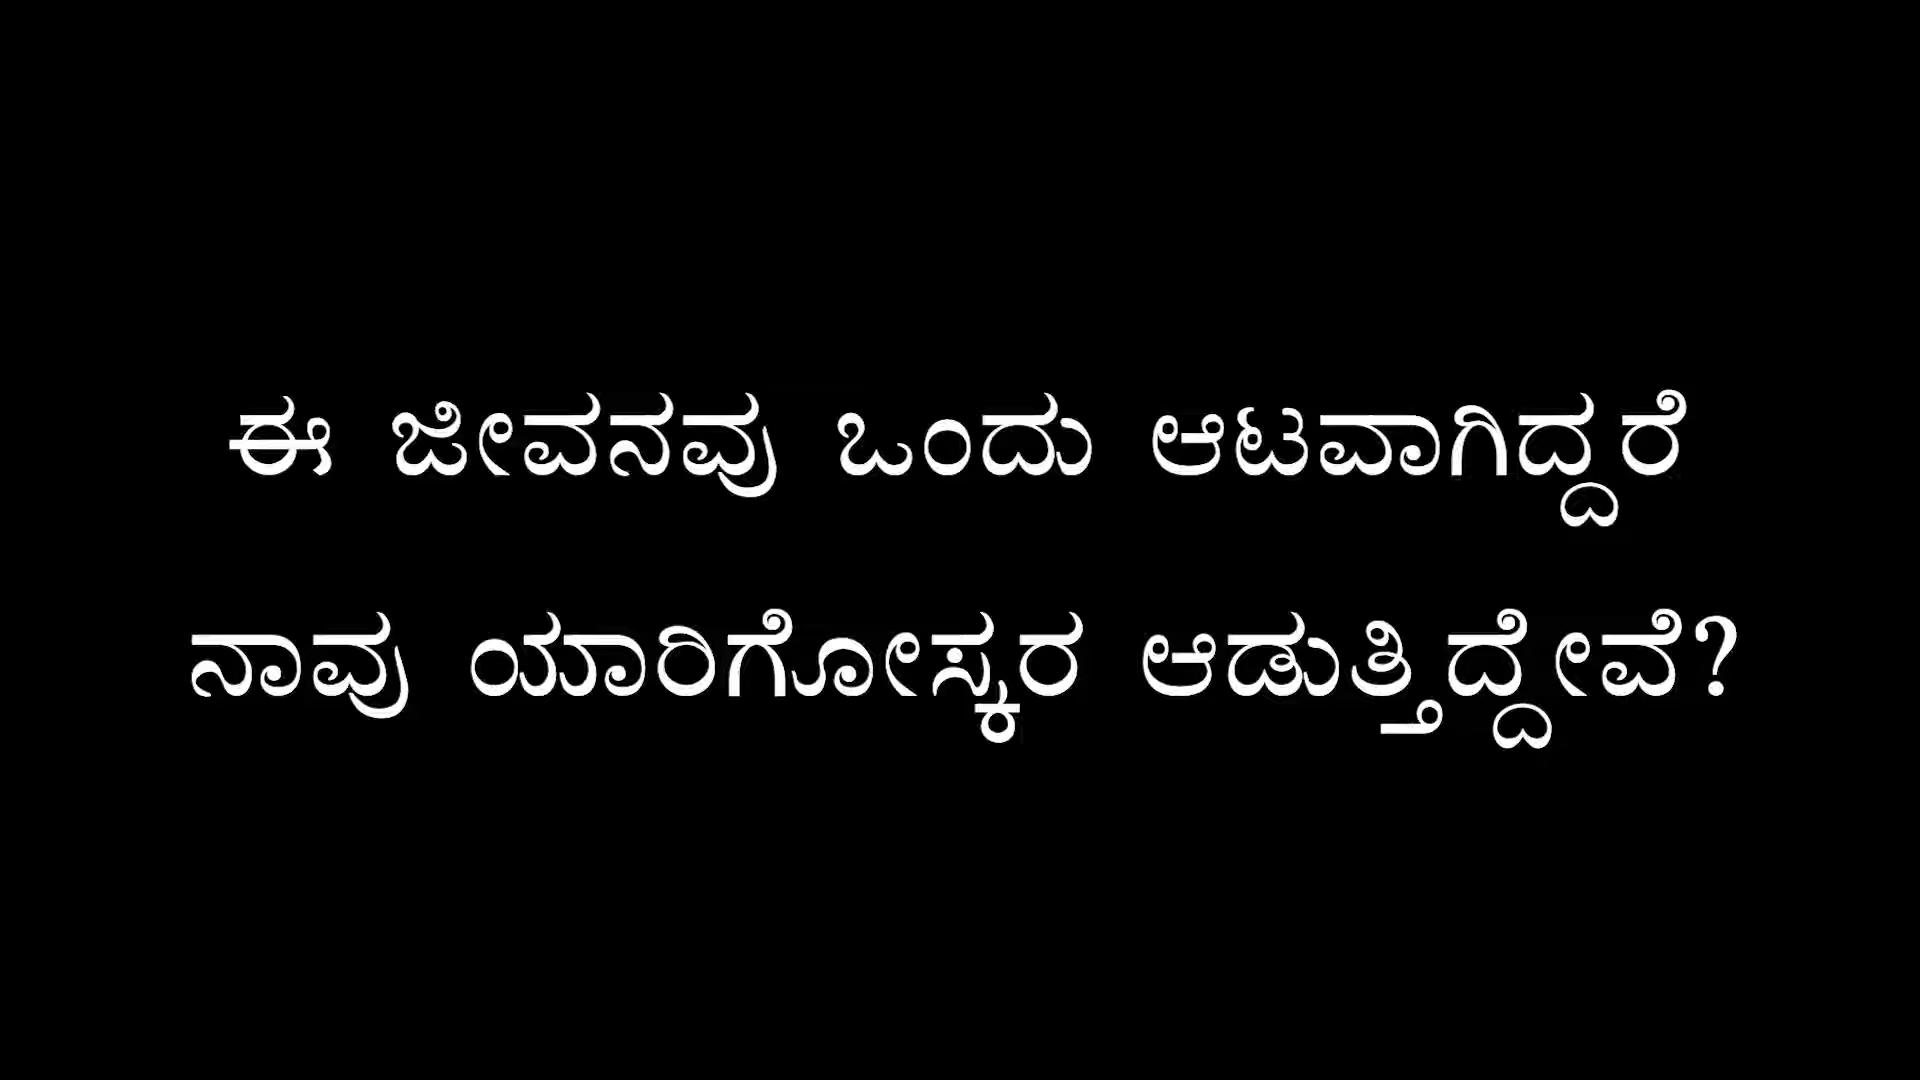 ಈ ಜೀವನವು ಒಂದು ಆಟವಾಗಿದ್ದರೆ
ನಾವು ಯಾರಿಗೋಸ್ಕರ ಆಡುತ್ತಿದ್ದೇವೆ?